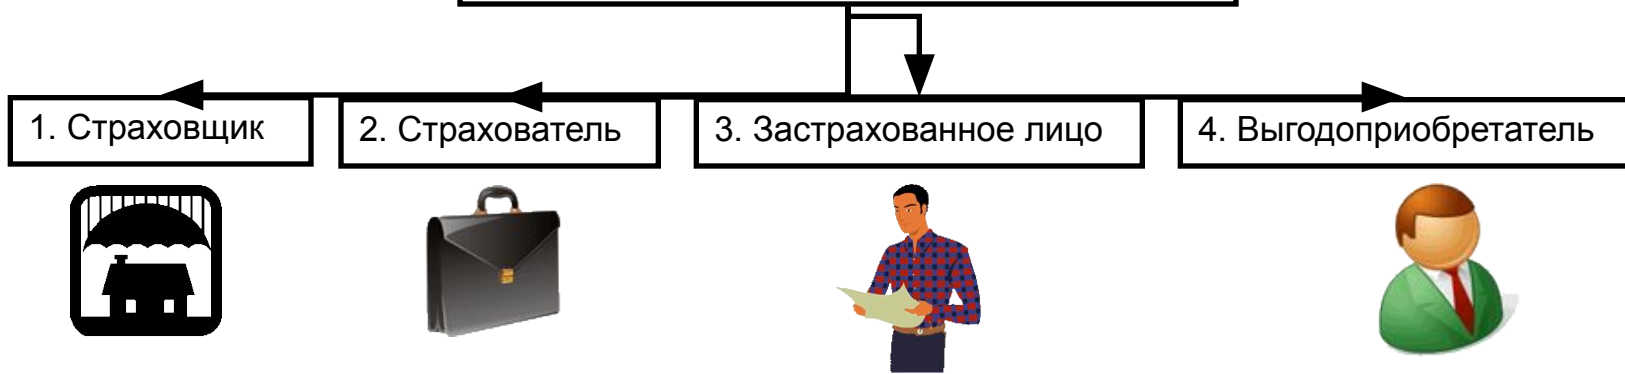 1. Страховщик
2. Страхователь
3. Застрахованное лицо
4. Выгодоприобретатель